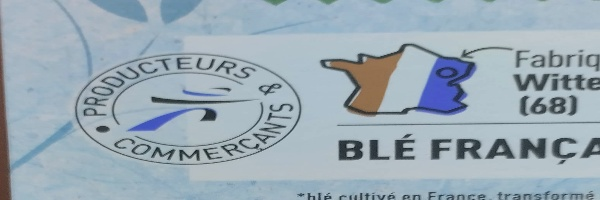 PRODUCTEURS &
COMMERÇANTS
Fabriq
Witte
(68)
BLÉ FRANÇA
*blé cultivé en France, transformé